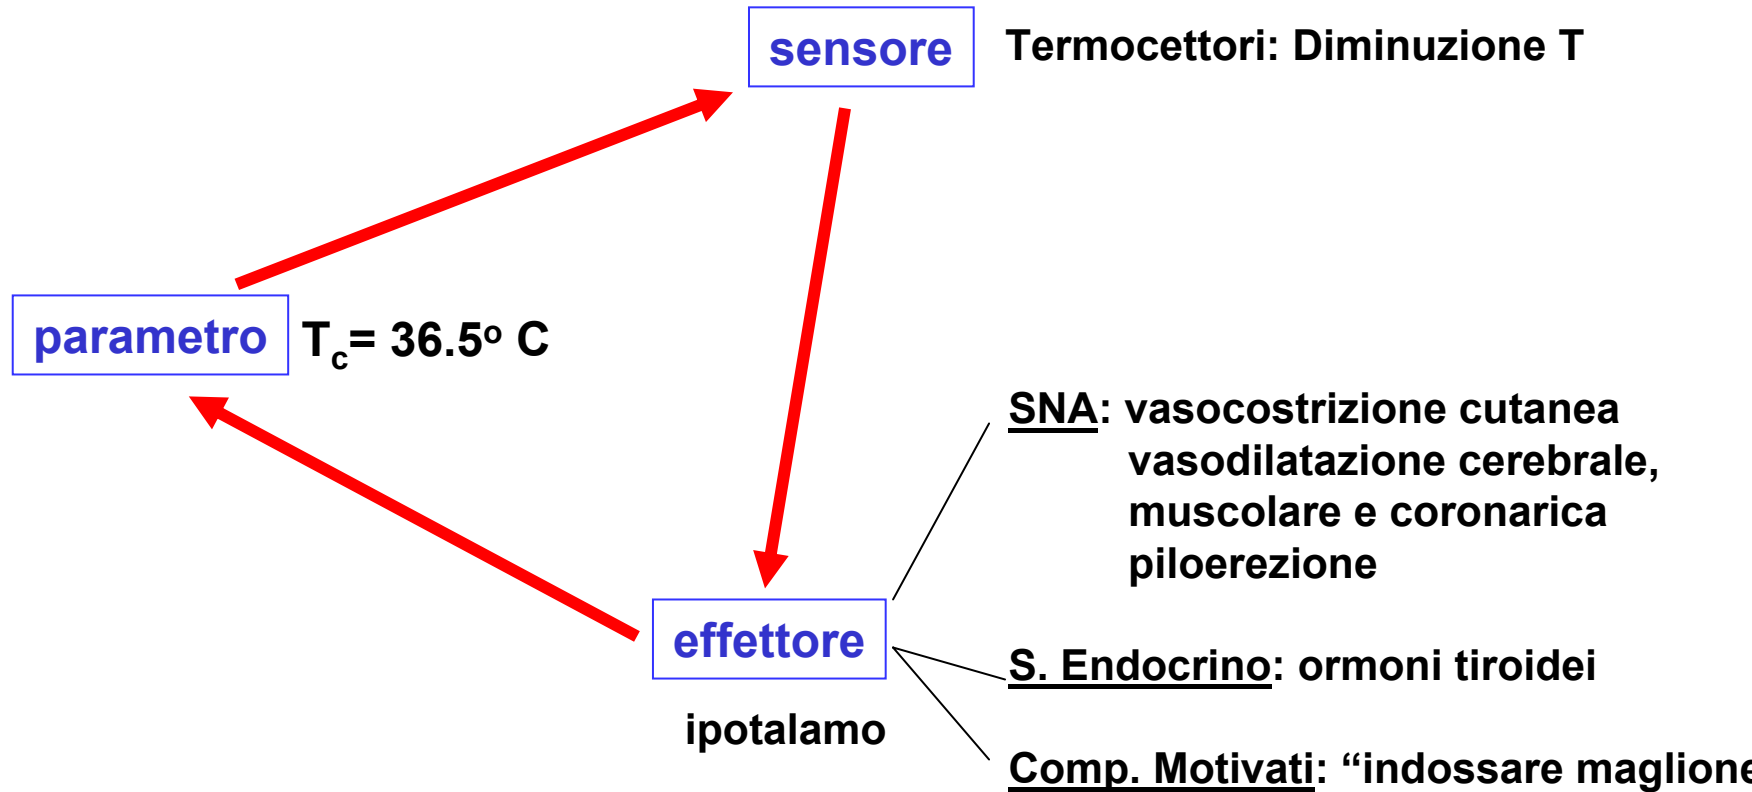 sensore
Termocettori: Diminuzione T
parametro
Tc= 36.5º C
SNA: vasocostrizione cutanea
vasodilatazione cerebrale,
muscolare e coronarica
piloerezione
effettore
S. Endocrino: ormoni tiroidei
ipotalamo
Comp. Motivati: “indossare maglione